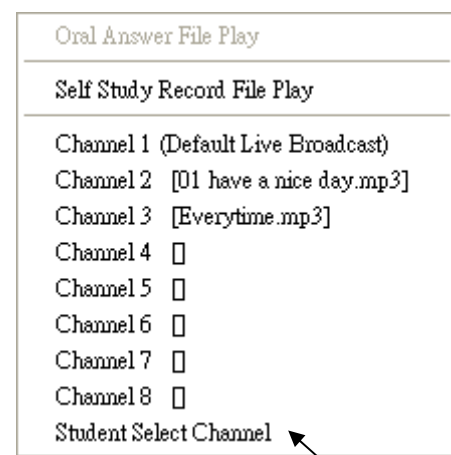 Oral Answer File Play
Self Study Record File Play
Channel 1 (Default Live Broadcast)
Channel 2 [01 have a nice day.mp3]
Channel 3 [Everytime.mp3]
Channel 4 []
Channel 5 []
Channel 6 []
Channel 7 []
Channel 8 []
Student Select Channel